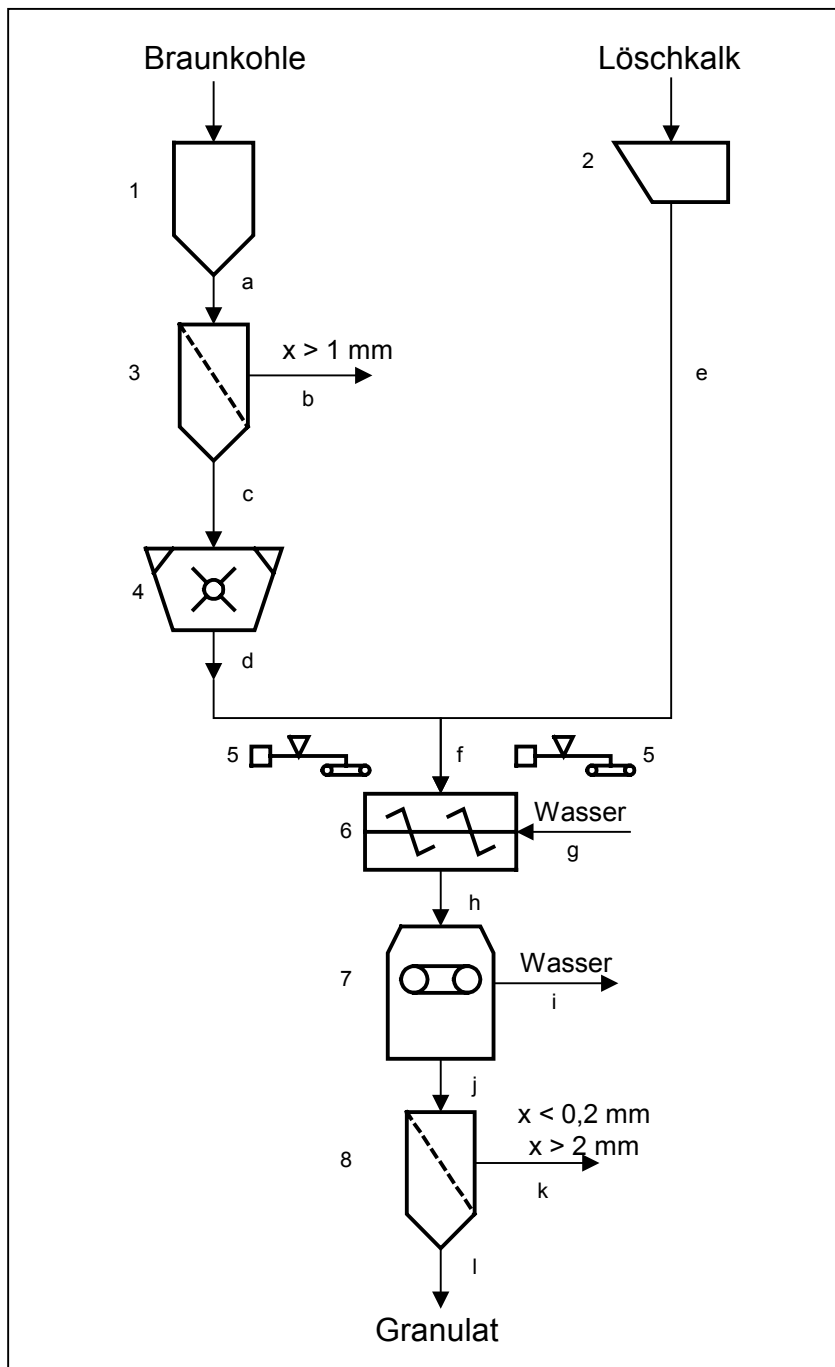 Braunkohle
Löschkalk
1
2
a
3
x > 1 mm
b
e
c
4
d
5
f
5
6
Wasser
g
h
7
Wasser
i
j
x < 0,2 mm
x > 2 mm
8
k
l
Granulat